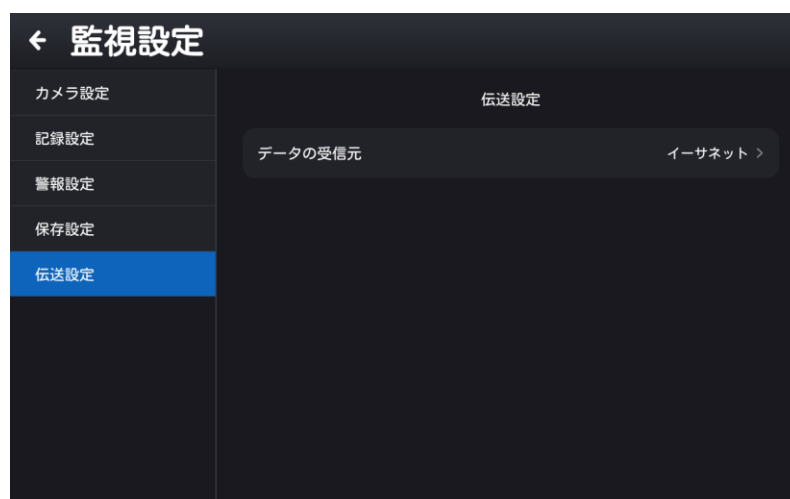 監視設定
カメラ設定
記録設定
警報設定
保存設定
伝送設定
伝送設定
データの受信元 イーサネット